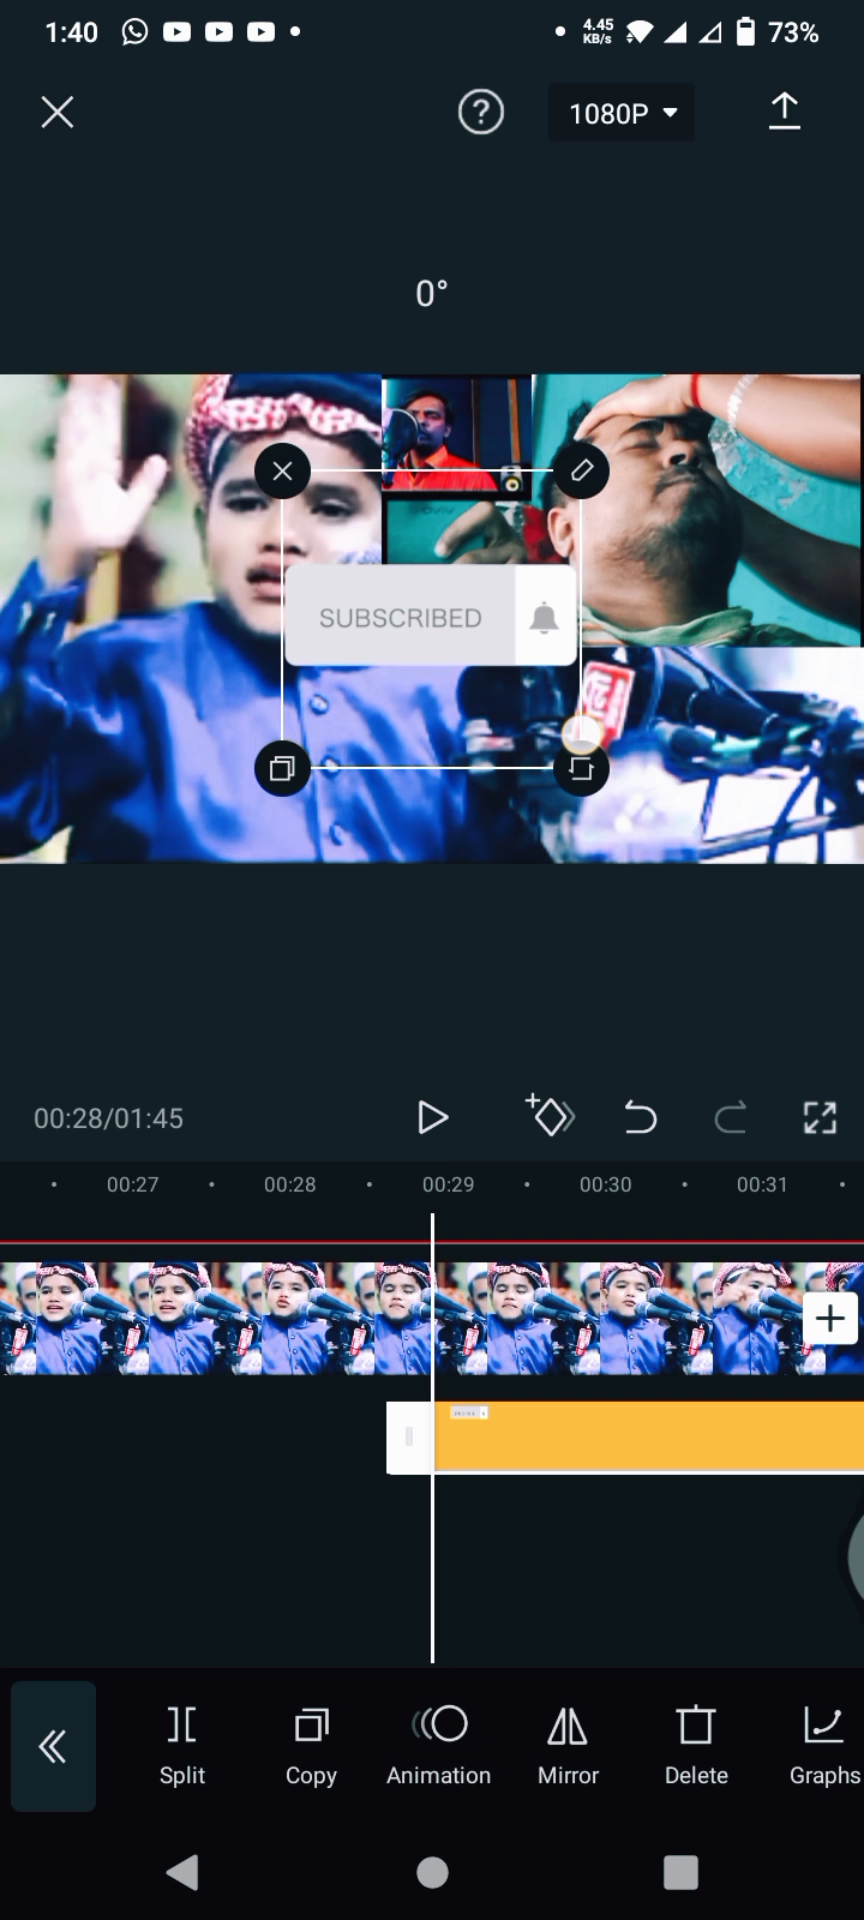 1:40
4.45
KB/s
73%
1080P
0°
SUBSCRIBED
00:28/01:45
00:27
00:28
00:29
00:30
00:31
Split
Copy
Animation
Mirror
Delete
Graphs